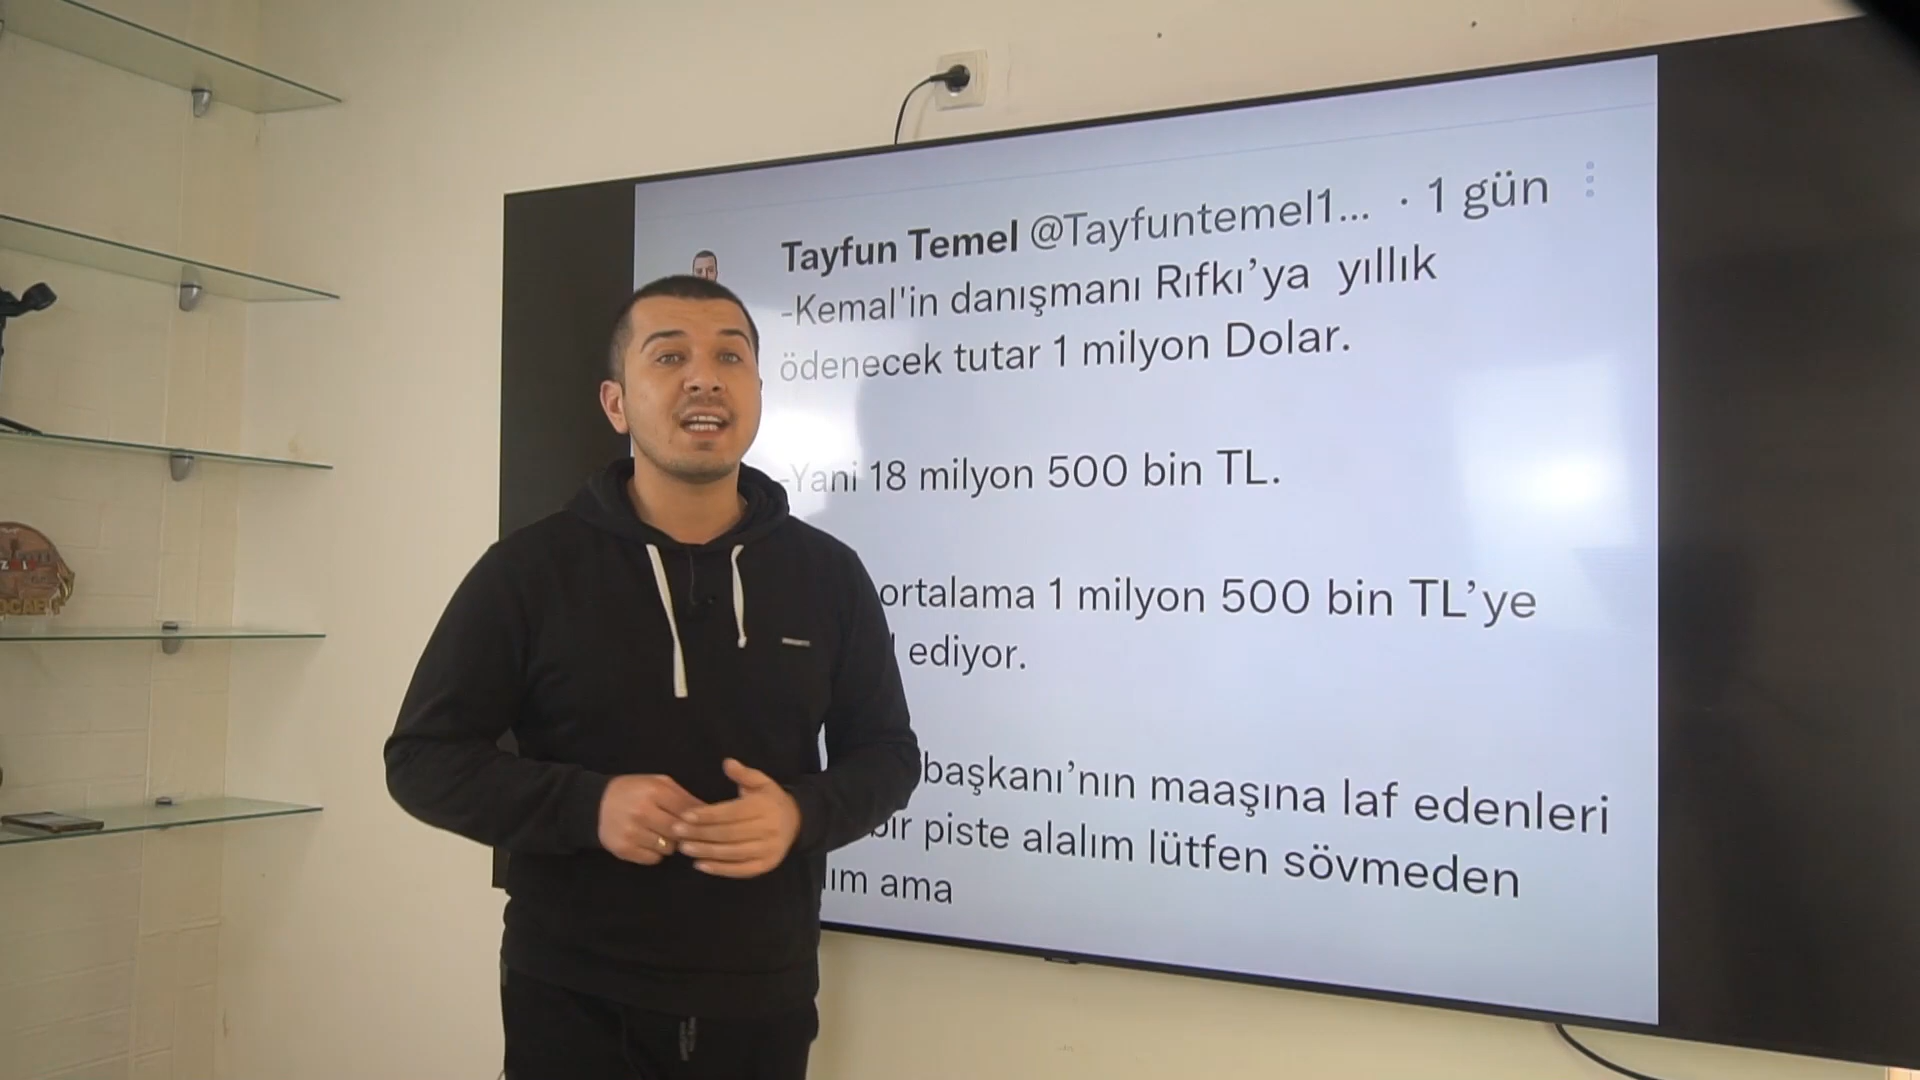 Tayfun Temel @Tayfuntemel1... · 1 gün
-Kemal'in danışmanı Rıfkı’ya yıllık
ödenecek tutar 1 milyon Dolar.
-Yani 18 milyon 500 bin TL.
ortalama 1 milyon 500 bin TL’ye
ediyor.
başkanı’nın maaşına laf edenleri
bir piste alalım lütfen sövmeden
ama